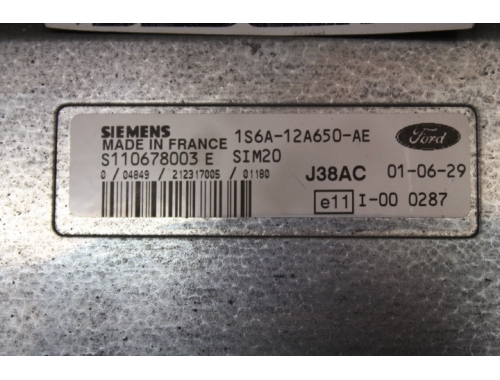 SIEMENS
MADE IN FRANCE
1S6A-12A650-AE
Ford
S110678003 E SIM20
0 / 04849 / 212317005 / 01180
J38AC 01-06-29
e11 I-00 0287